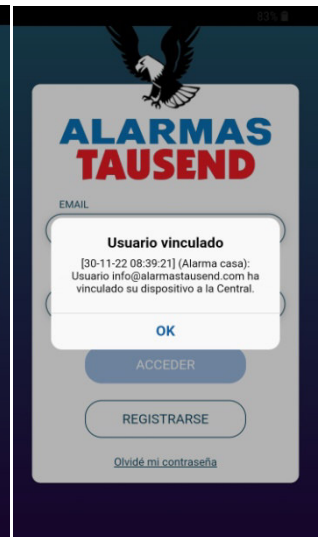 83%
ALARMAS
TAUSEND
EMAIL
Usuario vinculado
[30-11-22 08:39:21] (Alarma casa):
Usuario info@alarmastausend.com ha
vinculado su dispositivo a la Central.
OK
ACCEDER
REGISTRARSE
Olvidé mi contraseña